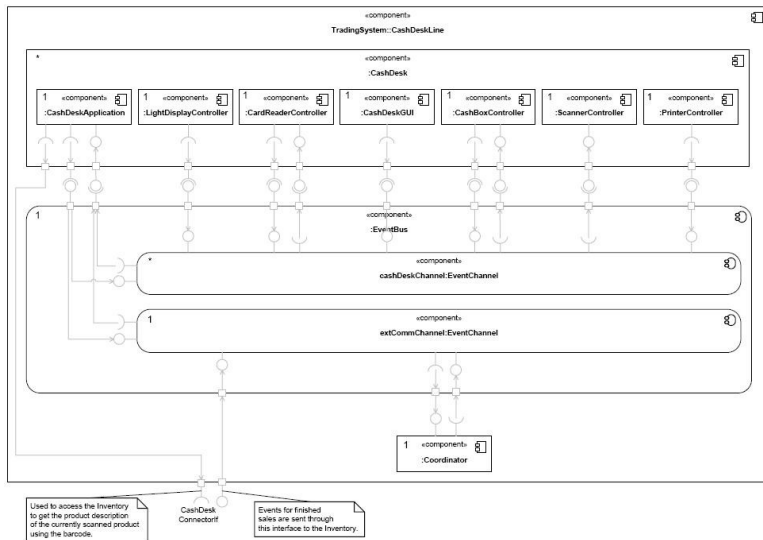 «component»
TradingSystem::CashDeskLine
*
«component»
:CashDesk
1 «component»
:CashDeskApplication
1 «component»
:LightDisplayController
1 «component»
:CardReaderController
1 «component»
:CashDeskGUI
1 «component»
:CashBoxController
1 «component»
:ScannerController
1 «component»
:PrinterController
1
«component»
:EventBus
*
«component»
cashDeskChannel:EventChannel
1
«component»
extCommChannel:EventChannel
1 «component»
:Coordinator
Used to access the Inventory
to get the product description
of the currently scanned product
using the barcode.
CashDesk
ConnectorIf
Events for finished
sales are sent through
this interface to the Inventory.